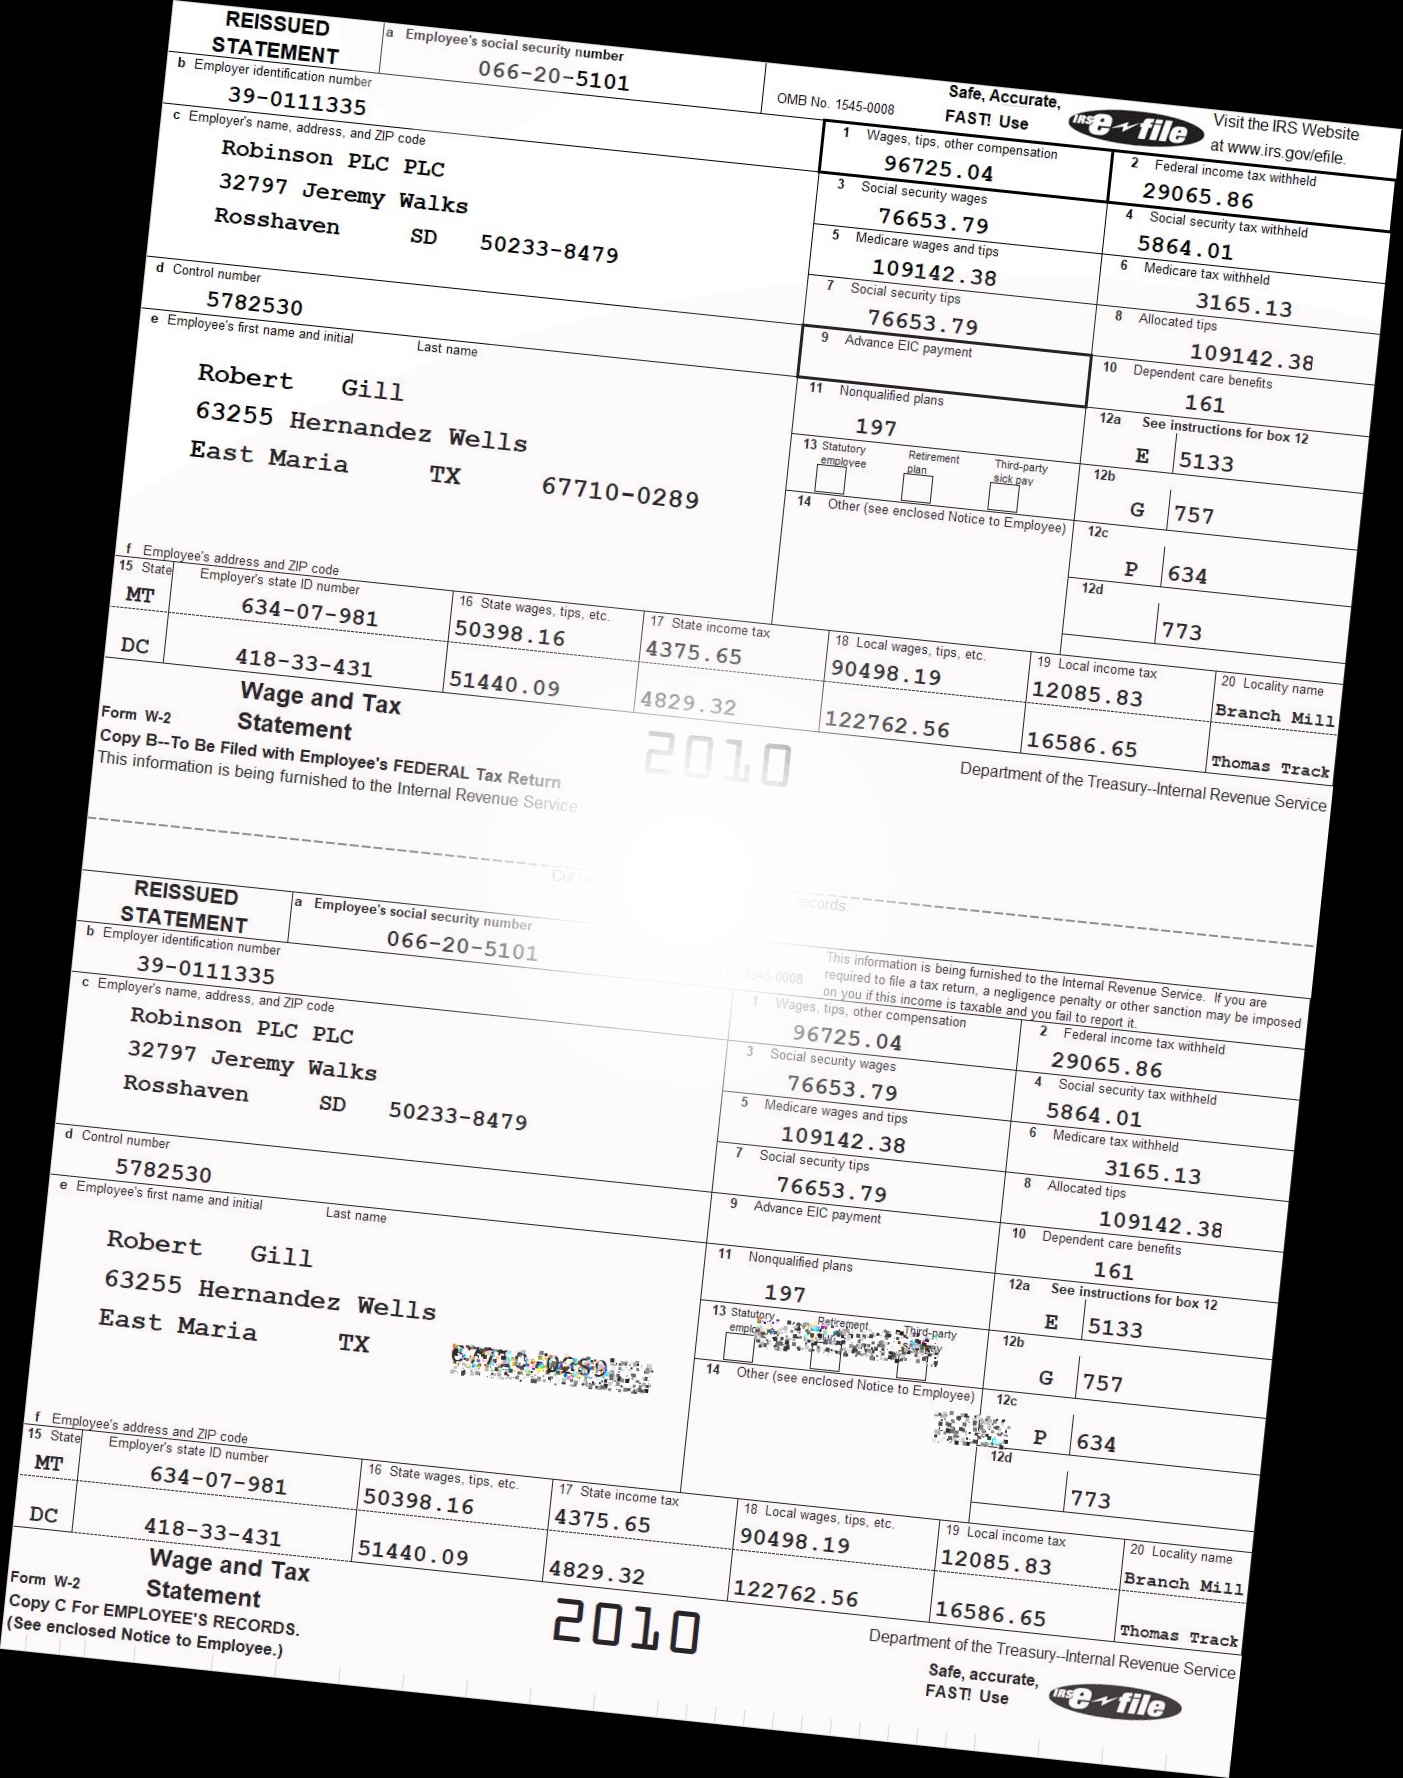 REISSUED
STATEMENT
a Employee's social security number
066-20-5101
OMB No. 1545-0008
Safe, Accurate,
FAST! Use
IRS e-file
Visit the IRS Website
at www.irs.gov/efile.
b Employer identification number
39-0111335
c Employer's name, address, and ZIP code
Robinson PLC PLC
32797 Jeremy Walks
Rosshaven SD 50233-8479
1 Wages, tips, other compensation
96725.04
2 Federal income tax withheld
29065.86
3 Social security wages
76653.79
4 Social security tax withheld
5864.01
5 Medicare wages and tips
109142.38
6 Medicare tax withheld
3165.13
d Control number
5782530
7 Social security tips
76653.79
8 Allocated tips
109142.38
e Employee's first name and initial Last name
Robert Gill
63255 Hernandez Wells
East Maria TX 67710-0289
9 Advance EIC payment
10 Dependent care benefits
161
11 Nonqualified plans
197
12a See instructions for box 12
E 5133
13 Statutory employee
Retirement plan
Third-party sick pay
12b
G 757
14 Other (see enclosed Notice to Employee)
12c
P 634
12d
773
f Employee's address and ZIP code
15 State Employer's state ID number
16 State wages, tips, etc.
17 State income tax
18 Local wages, tips, etc.
19 Local income tax
20 Locality name
MT 634-07-981 50398.16 4375.65 90498.19 12085.83 Branch Mill
DC 418-33-431 51440.09 4829.32 122762.56 16586.65 Thomas Track
Wage and Tax
Statement
Form W-2
2010
Copy B--To Be Filed with Employee's FEDERAL Tax Return
This information is being furnished to the Internal Revenue Service.
Department of the Treasury--Internal Revenue Service
Cut records.
REISSUED
STATEMENT
a Employee's social security number
066-20-5101
1545-0008
This information is being furnished to the Internal Revenue Service. If you are
required to file a tax return, a negligence penalty or other sanction may be imposed
on you if this income is taxable and you fail to report it.
b Employer identification number
39-0111335
c Employer's name, address, and ZIP code
Robinson PLC PLC
32797 Jeremy Walks
Rosshaven SD 50233-8479
1 Wages, tips, other compensation
96725.04
2 Federal income tax withheld
29065.86
3 Social security wages
76653.79
4 Social security tax withheld
5864.01
5 Medicare wages and tips
109142.38
6 Medicare tax withheld
3165.13
d Control number
5782530
7 Social security tips
76653.79
8 Allocated tips
109142.38
e Employee's first name and initial Last name
Robert Gill
63255 Hernandez Wells
East Maria TX
9 Advance EIC payment
10 Dependent care benefits
161
11 Nonqualified plans
197
12a See instructions for box 12
E 5133
13 Statutory
Retirement
Third-party
12b
G 757
14 Other (see enclosed Notice to Employee)
12c
P 634
12d
773
f Employee's address and ZIP code
15 State Employer's state ID number
16 State wages, tips, etc.
17 State income tax
18 Local wages, tips, etc.
19 Local income tax
20 Locality name
MT 634-07-981 50398.16 4375.65 90498.19 12085.83 Branch Mill
DC 418-33-431 51440.09 4829.32 122762.56 16586.65 Thomas Track
Wage and Tax
Statement
Form W-2
2010
Copy C For EMPLOYEE'S RECORDS.
(See enclosed Notice to Employee.)
Department of the Treasury--Internal Revenue Service
Safe, accurate,
FAST! Use
IRS e-file